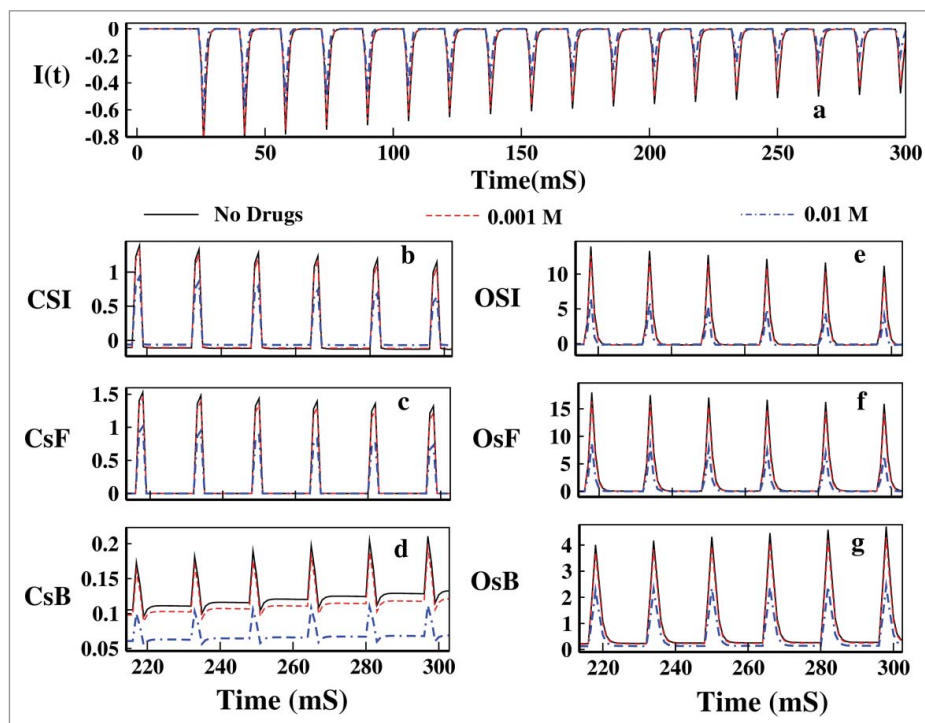 I(t)
0
-0.2
-0.4
-0.6
-0.8
a
0 50 100 150 200 250 300
Time(mS)
No Drugs 0.001 M 0.01 M
CSI
1
0
b
OSI
10
5
0
e
CsF
1.5
1
0.5
0
c
OsF
15
10
5
0
f
CsB
0.2
0.15
0.1
0.05
d
220 240 260 280 300
Time (mS)
OsB
4
3
2
1
0
g
220 240 260 280 300
Time (mS)